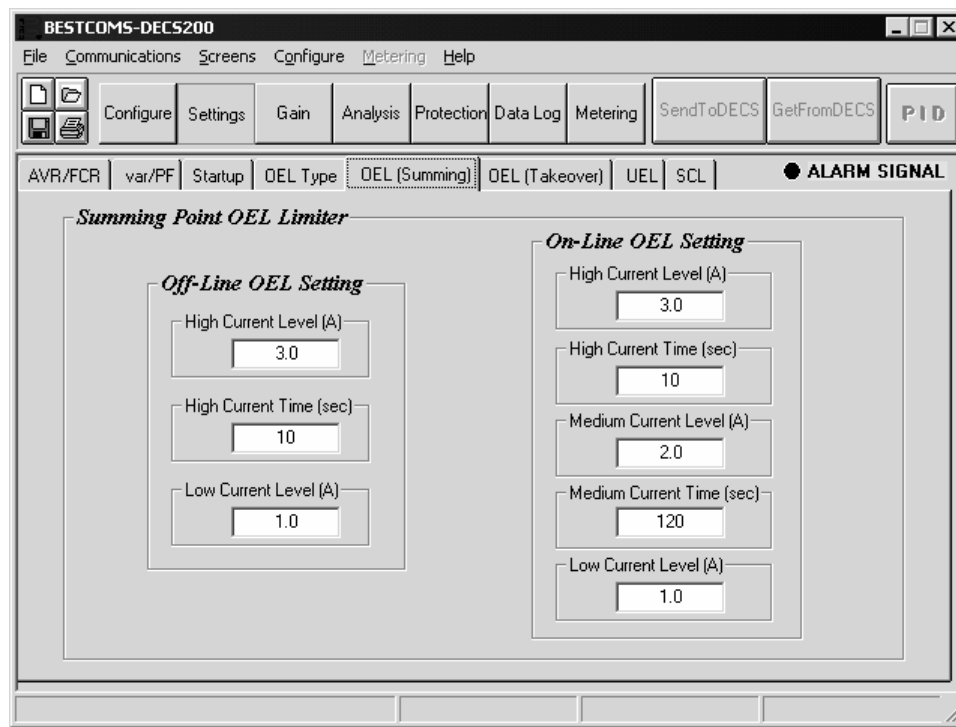 BESTCOMS-DECS200
File Communications Screens Configure Metering Help
Configure Settings Gain Analysis Protection Data Log Metering SendToDECS GetFromDECS PID
AVR/FCR var/PF Startup OEL Type OEL (Summing) OEL (Takeover) UEL SCL ALARM SIGNAL
Summing Point OEL Limiter
Off-Line OEL Setting
High Current Level (A)
3.0
High Current Time (sec)
10
Low Current Level (A)
1.0
On-Line OEL Setting
High Current Level (A)
3.0
High Current Time (sec)
10
Medium Current Level (A)
2.0
Medium Current Time (sec)
120
Low Current Level (A)
1.0